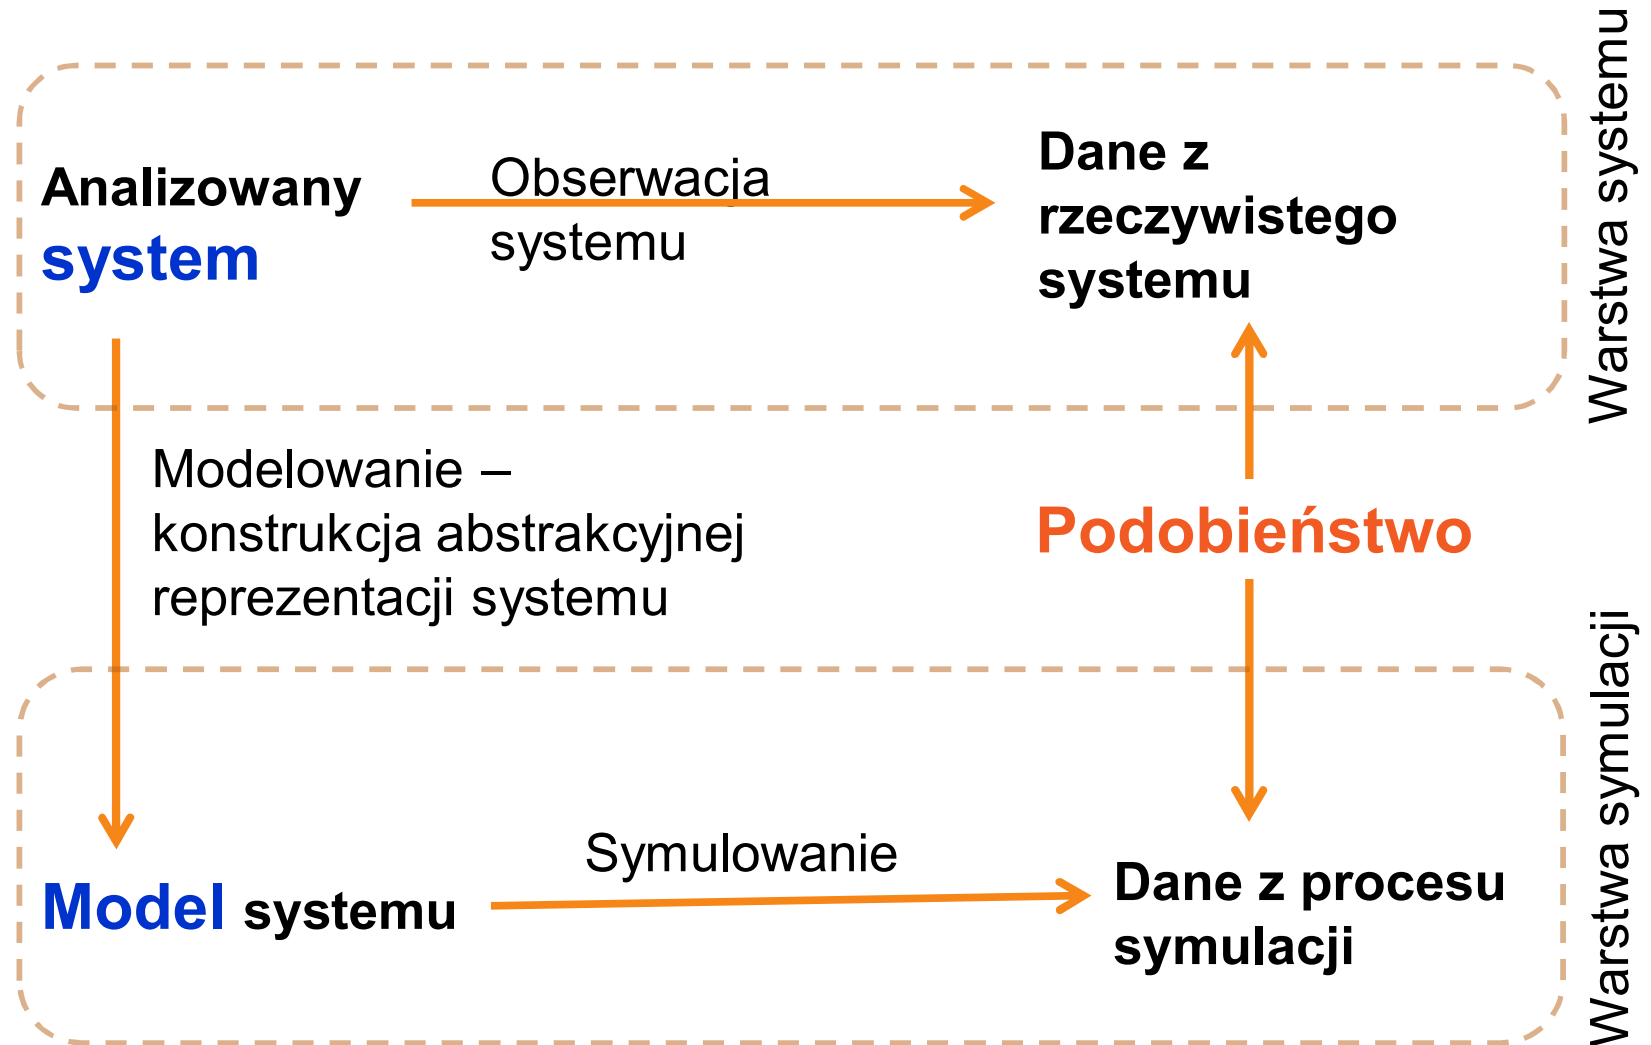 Analizowany
system
Obserwacja
systemu
Dane z
rzeczywistego
systemu
Warstwa systemu
Modelowanie –
konstrukcja abstrakcyjnej
reprezentacji systemu
Podobieństwo
Model systemu
Symulowanie
Dane z procesu
symulacji
Warstwa symulacji